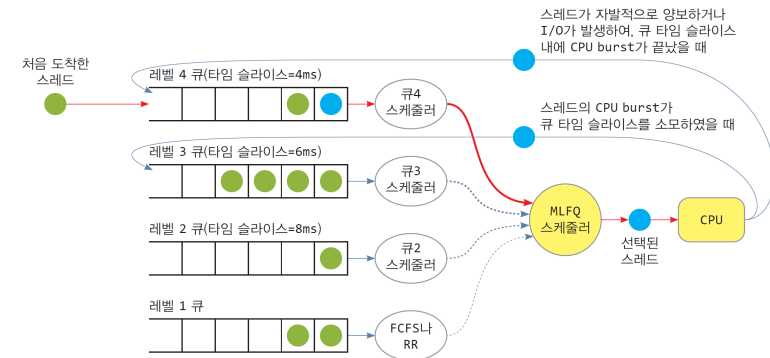 스레드가 자발적으로 양보하거나
I/O가 발생하여, 큐 타임 슬라이스
내에 CPU burst가 끝났을 때
처음 도착한
스레드
레벨 4 큐(타임 슬라이스=4ms)
큐4
스케줄러
스레드의 CPU burst가
큐 타임 슬라이스를 소모하였을 때
레벨 3 큐(타임 슬라이스=6ms)
큐3
스케줄러
MLFQ
스케줄러
CPU
선택된
스레드
레벨 2 큐(타임 슬라이스=8ms)
큐2
스케줄러
레벨 1 큐
FCFS나
RR